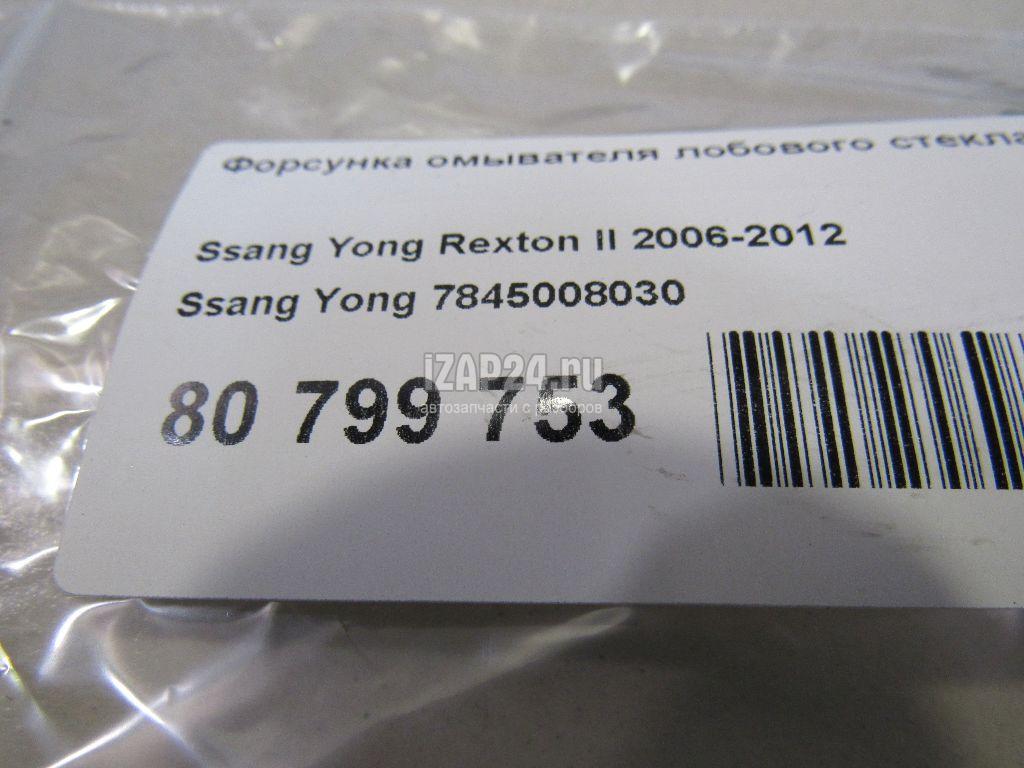 Форсунка омывателя лобового стекла
Ssang Yong Rexton II 2006-2012
Ssang Yong 7845008030
iZAP24.ru
автозапчасти с разборов
80 799 753